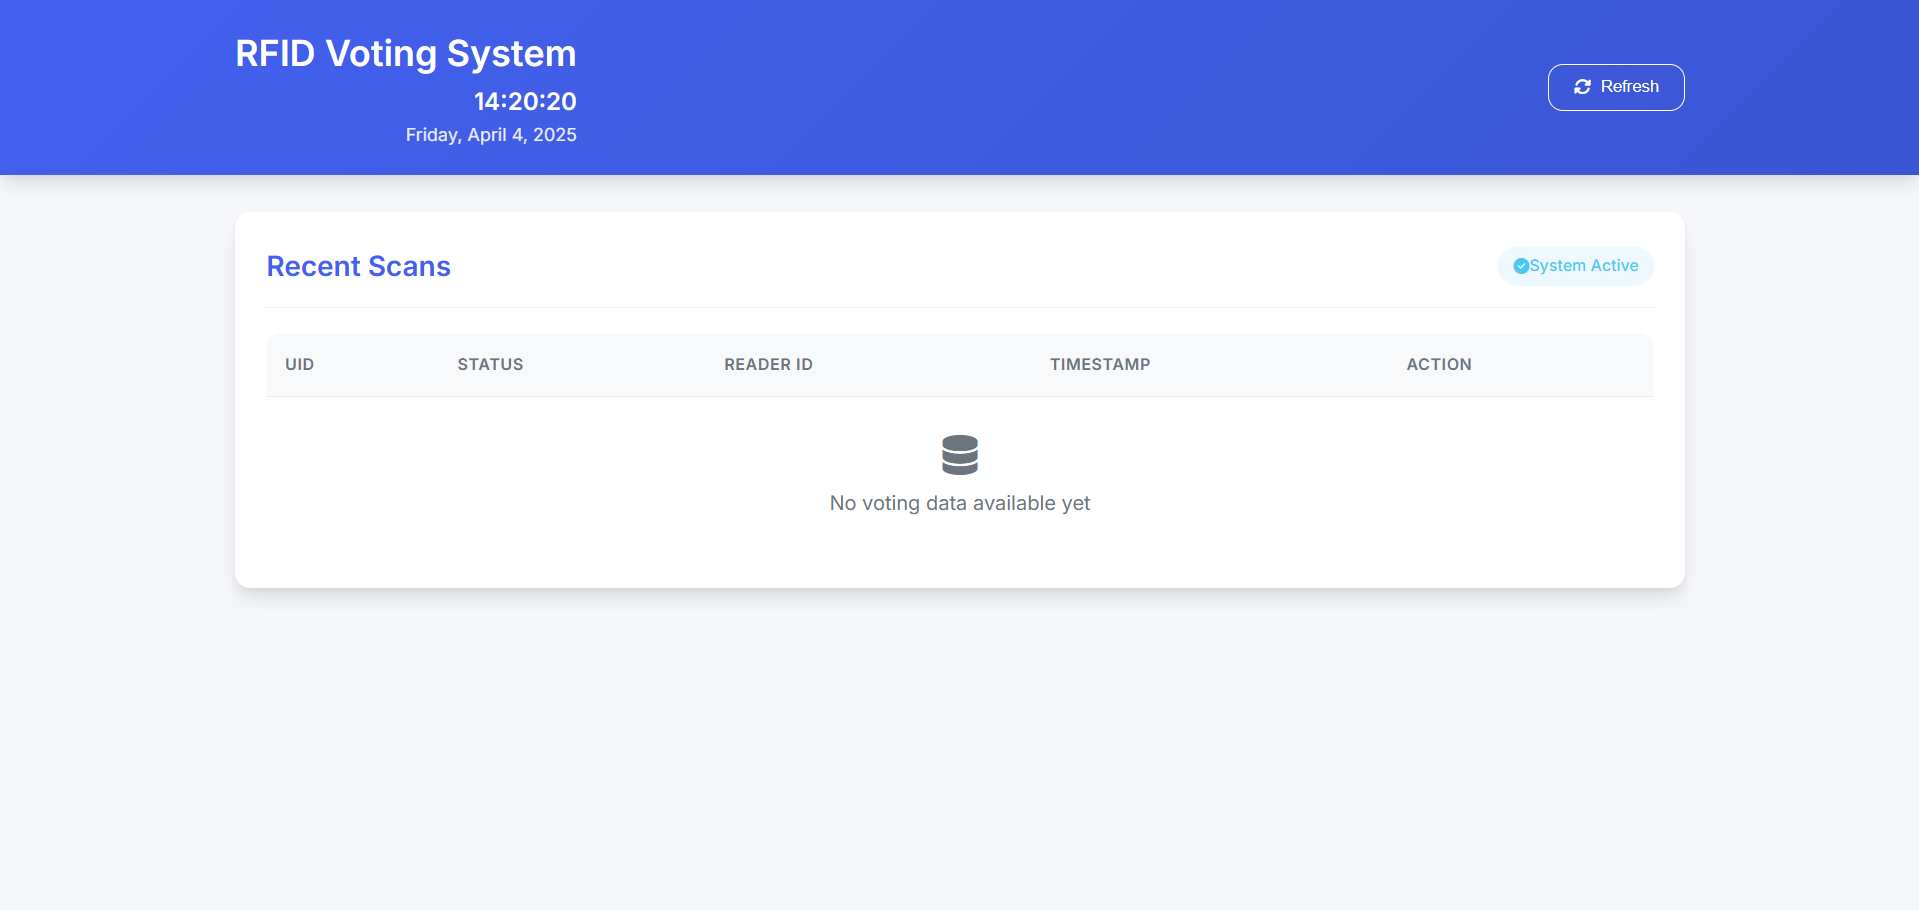 RFID Voting System
14:20:20
Friday, April 4, 2025
Refresh
Recent Scans
System Active
UID STATUS READER ID TIMESTAMP ACTION
No voting data available yet